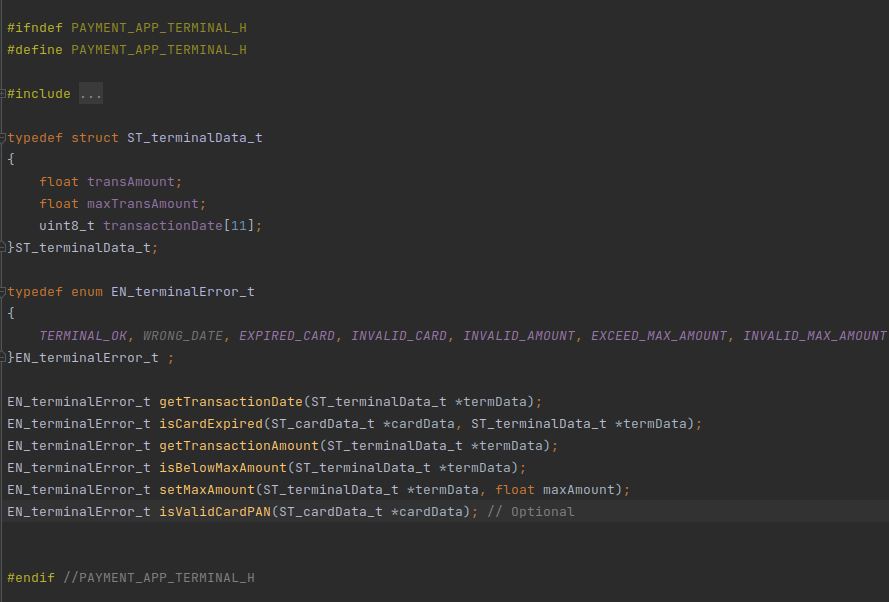 #ifndef PAYMENT_APP_TERMINAL_H
#define PAYMENT_APP_TERMINAL_H
#include ...
typedef struct ST_terminalData_t
{
    float transAmount;
    float maxTransAmount;
    uint8_t transactionDate[11];
}ST_terminalData_t;
typedef enum EN_terminalError_t
{
    TERMINAL_OK, WRONG_DATE, EXPIRED_CARD, INVALID_CARD, INVALID_AMOUNT, EXCEED_MAX_AMOUNT, INVALID_MAX_AMOUNT
}EN_terminalError_t ;
EN_terminalError_t getTransactionDate(ST_terminalData_t *termData);
EN_terminalError_t isCardExpired(ST_cardData_t *cardData, ST_terminalData_t *termData);
EN_terminalError_t getTransactionAmount(ST_terminalData_t *termData);
EN_terminalError_t isBelowMaxAmount(ST_terminalData_t *termData);
EN_terminalError_t setMaxAmount(ST_terminalData_t *termData, float maxAmount);
EN_terminalError_t isValidCardPAN(ST_cardData_t *cardData); // Optional
#endif //PAYMENT_APP_TERMINAL_H